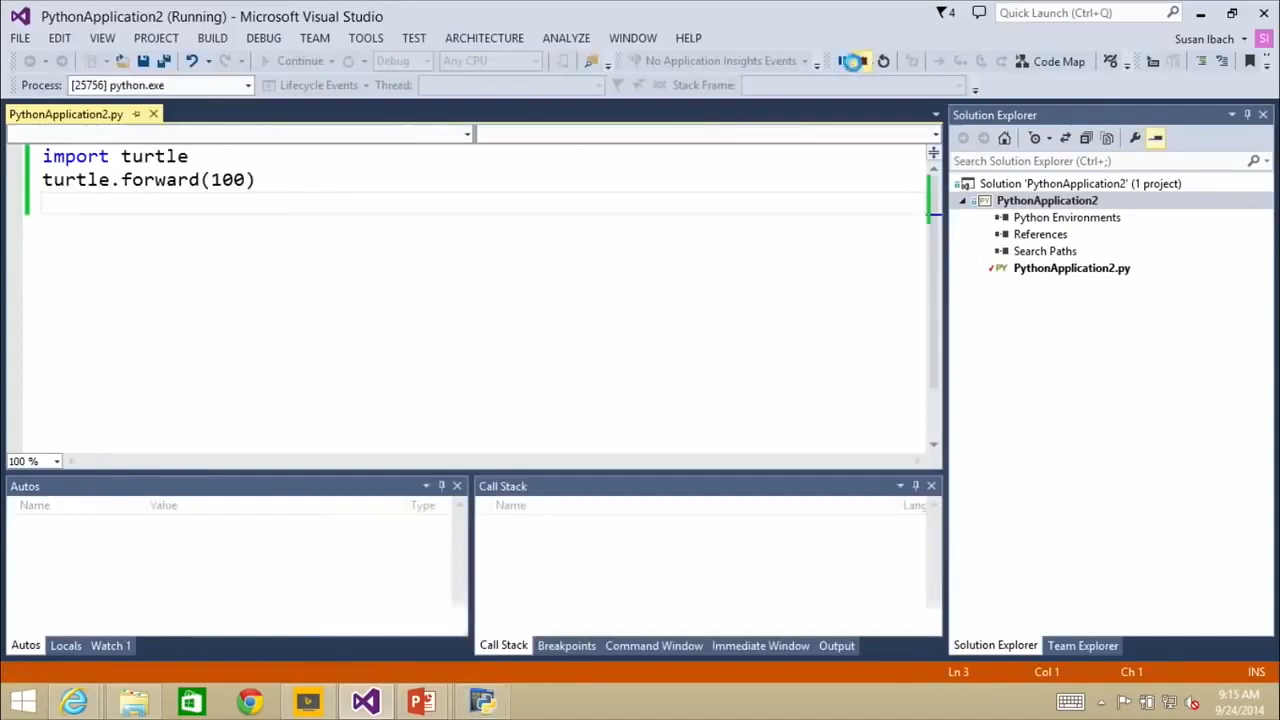 PythonApplication2 (Running) - Microsoft Visual Studio
4
Quick Launch (Ctrl+Q)
FILE EDIT VIEW PROJECT BUILD DEBUG TEAM TOOLS TEST ARCHITECTURE ANALYZE WINDOW HELP
Susan Ibach SI
Continue Debug Any CPU No Application Insights Events Code Map
Process: [25756] python.exe Lifecycle Events Thread: Stack Frame:
PythonApplication2.py
import turtle
turtle.forward(100)
100 %
Solution Explorer
Search Solution Explorer (Ctrl+;)
Solution 'PythonApplication2' (1 project)
PY PythonApplication2
Python Environments
References
Search Paths
PY PythonApplication2.py
Autos
Name Value Type
Call Stack
Name Lang
Autos Locals Watch 1
Call Stack Breakpoints Command Window Immediate Window Output
Solution Explorer Team Explorer
Ln 3 Col 1 Ch 1 INS
9:15 AM
9/24/2014